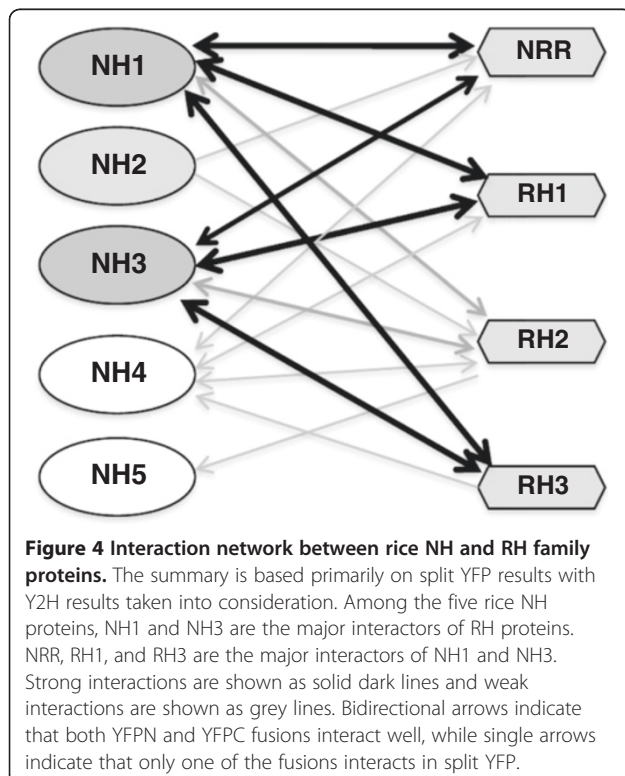 NH1
NRR
NH2
RH1
NH3
RH2
NH4
NH5
RH3
Figure 4 Interaction network between rice NH and RH family
proteins. The summary is based primarily on split YFP results with
Y2H results taken into consideration. Among the five rice NH
proteins, NH1 and NH3 are the major interactors of RH proteins.
NRR, RH1, and RH3 are the major interactors of NH1 and NH3.
Strong interactions are shown as solid dark lines and weak
interactions are shown as grey lines. Bidirectional arrows indicate
that both YFPN and YFPC fusions interact well, while single arrows
indicate that only one of the fusions interacts in split YFP.